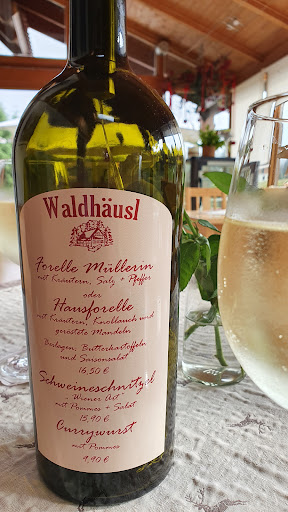 Waldhäusl
Forelle Müllerin
mit Kräutern, Salz + Pfeffer
oder
Hausforelle
mit Kräutern, Knoblauch und
geröstete Mandeln
Beilagen, Butterkartoffeln
und Saisonsalat
16,50 €
Schweineschnitzel
„Wiener Art"
mit Pommes + Salat
15,90 €
Currywurst
mit Pommes
9,90 €